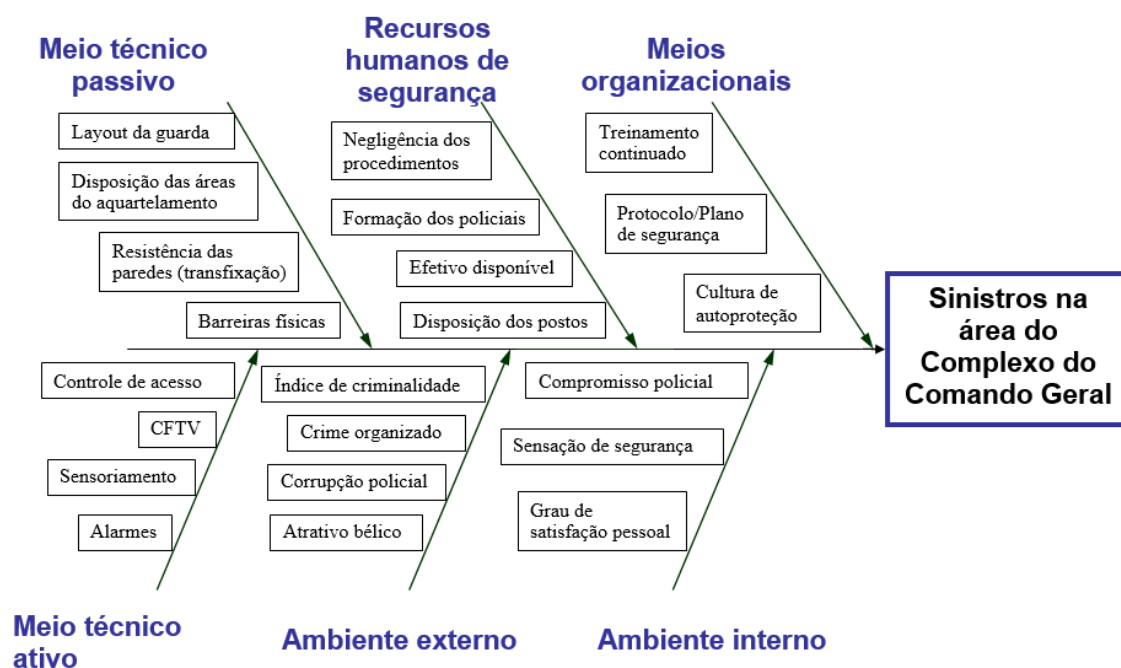 Meio técnico
passivo
Layout da guarda
Disposição das áreas
do aquartelamento
Resistência das
paredes (transfixação)
Barreiras físicas
Recursos
humanos de
segurança
Negligência dos
procedimentos
Formação dos policiais
Efetivo disponível
Disposição dos postos
Meios
organizacionais
Treinamento
continuado
Protocolo/Plano
de segurança
Cultura de
autoproteção
Sinistros na
área do
Complexo do
Comando Geral
Controle de acesso
CFTV
Sensoriamento
Alarmes
Meio técnico
ativo
Índice de criminalidade
Crime organizado
Corrupção policial
Atrativo bélico
Ambiente externo
Compromisso policial
Sensação de segurança
Grau de
satisfação pessoal
Ambiente interno